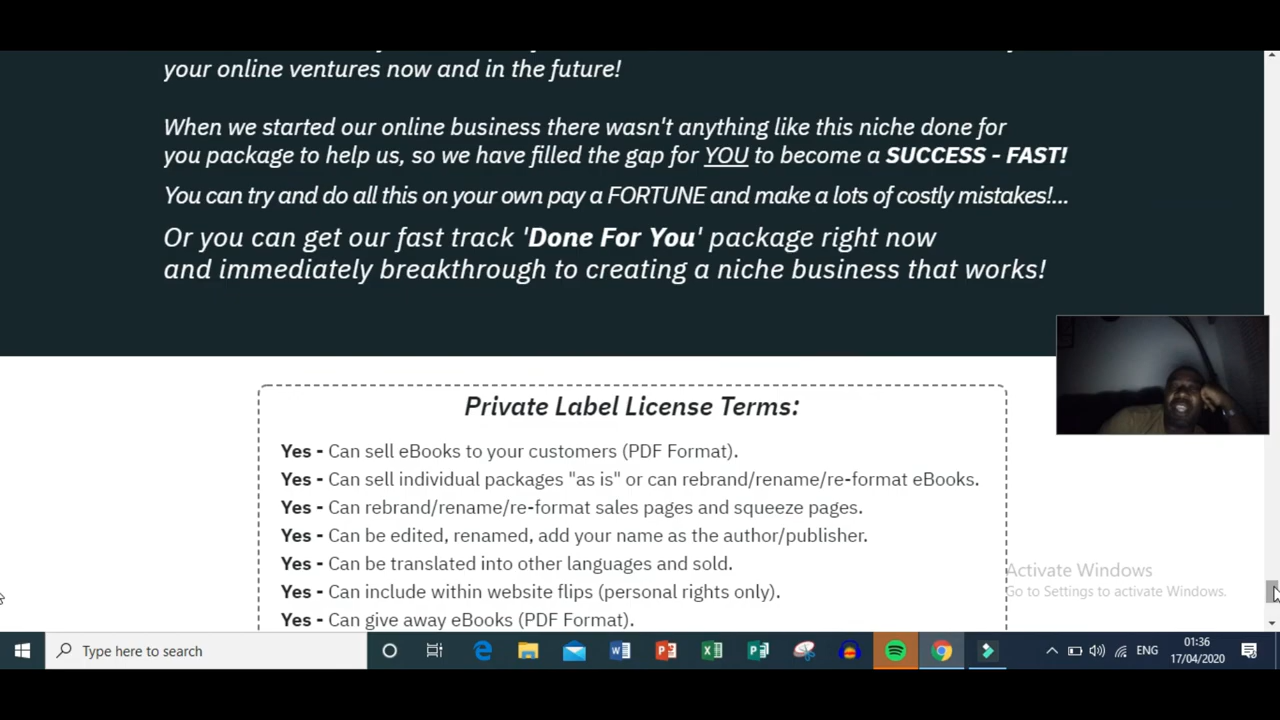 your online ventures now and in the future!
When we started our online business there wasn't anything like this niche done for
you package to help us, so we have filled the gap for YOU to become a SUCCESS - FAST!
You can try and do all this on your own pay a FORTUNE and make a lots of costly mistakes!...
Or you can get our fast track 'Done For You' package right now
and immediately breakthrough to creating a niche business that works!
Private Label License Terms:
Yes - Can sell eBooks to your customers (PDF Format).
Yes - Can sell individual packages "as is" or can rebrand/rename/re-format eBooks.
Yes - Can rebrand/rename/re-format sales pages and squeeze pages.
Yes - Can be edited, renamed, add your name as the author/publisher.
Yes - Can be translated into other languages and sold.
Yes - Can include within website flips (personal rights only).
Yes - Can give away eBooks (PDF Format).
Activate Windows
Go to Settings to activate Windows.
Type here to search
ENG
01:36
17/04/2020